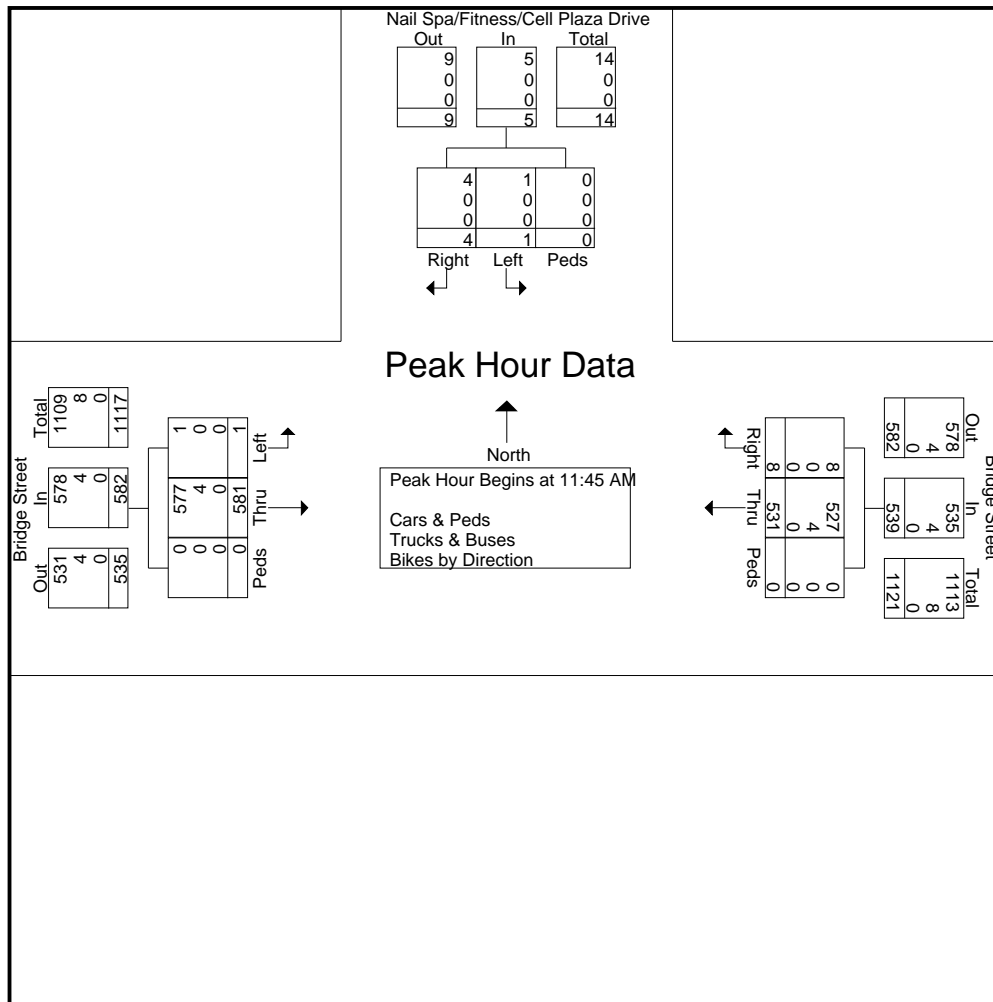 Nail Spa/Fitness/Cell Plaza Drive
Out In Total
9 5 14
0 0 0
0 0 0
9 5 14
4 1 0
0 0 0
0 0 0
4 1 0
Right Left Peds
Peak Hour Data
North
Peak Hour Begins at 11:45 AM
Cars & Peds
Trucks & Buses
Bikes by Direction
Bridge Street
Out In Total
531 578 1109
4 4 8
0 0 0
535 582 1117
Peds Thru Left
0 577 1
0 4 0
0 0 0
0 581 1
Bridge Street
Out In Total
578 535 1113
4 4 8
0 0 0
582 539 1121
Right Thru Peds
8 527 0
0 4 0
0 0 0
8 531 0